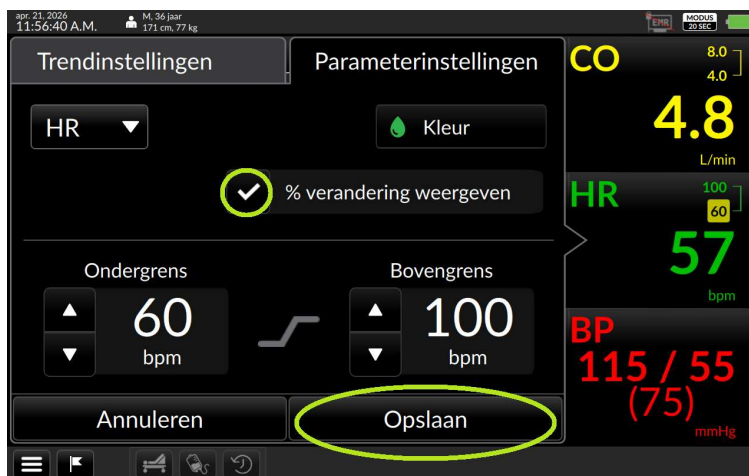 apr. 21, 2026
11:56:40 A.M.
M, 36 jaar
171 cm, 77 kg
EMR
MODUS
20 SEC
Trendinstellingen
Parameterinstellingen
HR
Kleur
% verandering weergeven
Ondergrens
Bovengrens
60
bpm
100
bpm
Annuleren
Opslaan
CO
8.0
4.0
4.8
L/min
HR
100
60
57
bpm
BP
115 / 55
(75)
mmHg